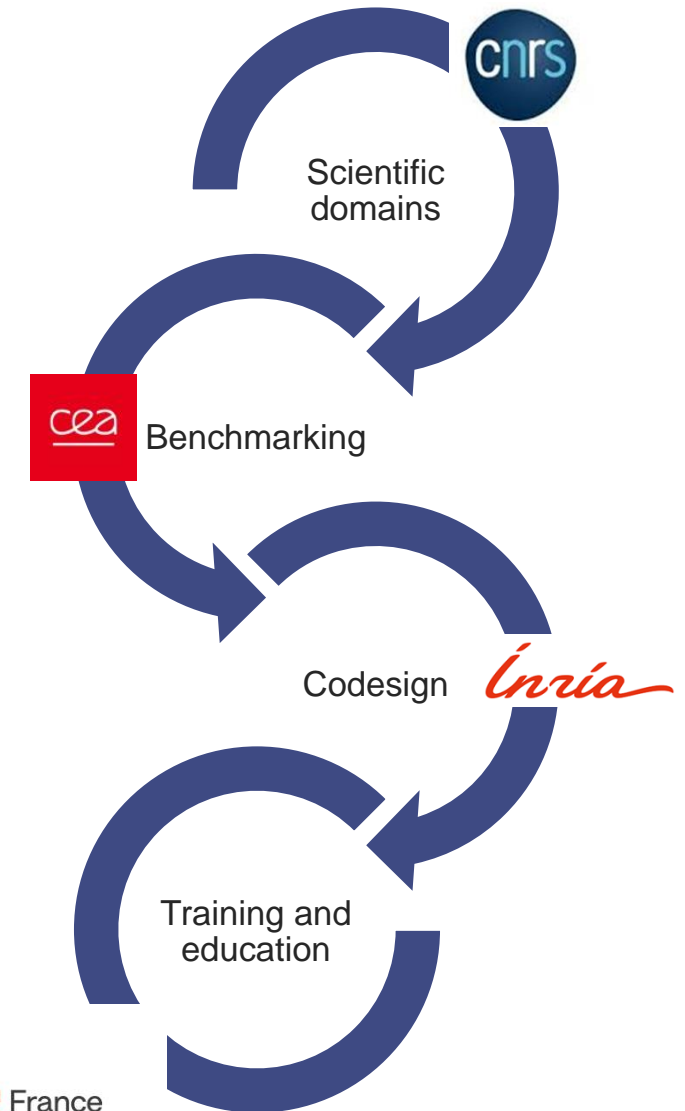 cnrs
Scientific
domains
cea
Benchmarking
Codesign
Inria
Training and
education
France